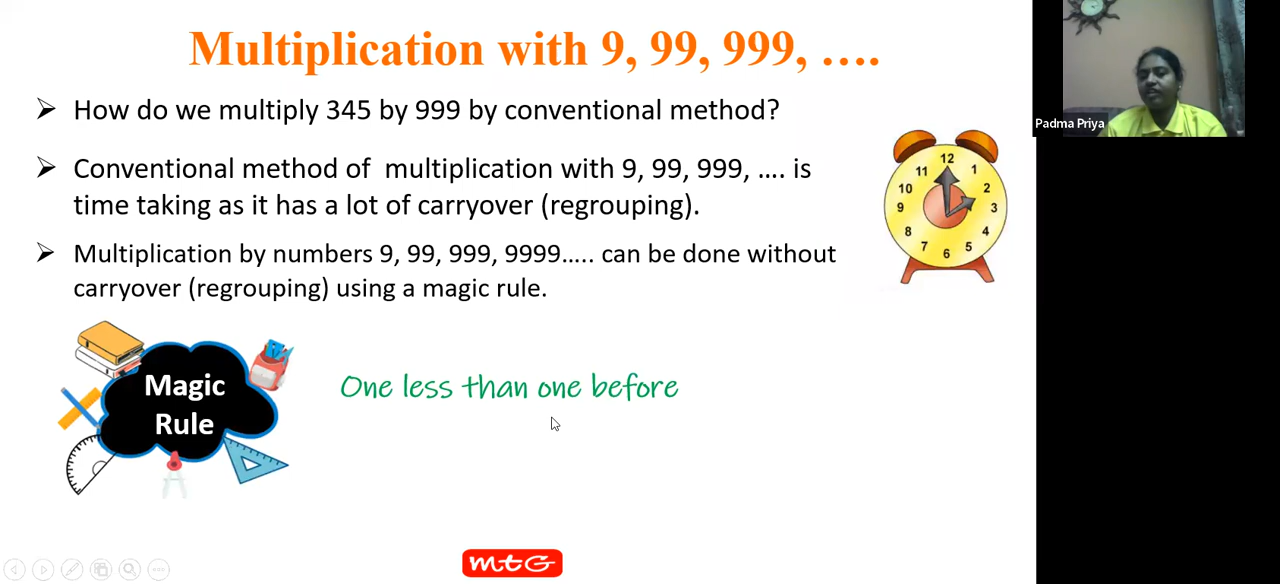 Multiplication with 9, 99, 999, ….
➢ How do we multiply 345 by 999 by conventional method?
➢ Conventional method of multiplication with 9, 99, 999, …. is
time taking as it has a lot of carryover (regrouping).
➢ Multiplication by numbers 9, 99, 999, 9999….. can be done without
carryover (regrouping) using a magic rule.
Magic
Rule
One less than one before
12
1
2
3
4
5
6
7
8
9
10
11
mtG
Padma Priya